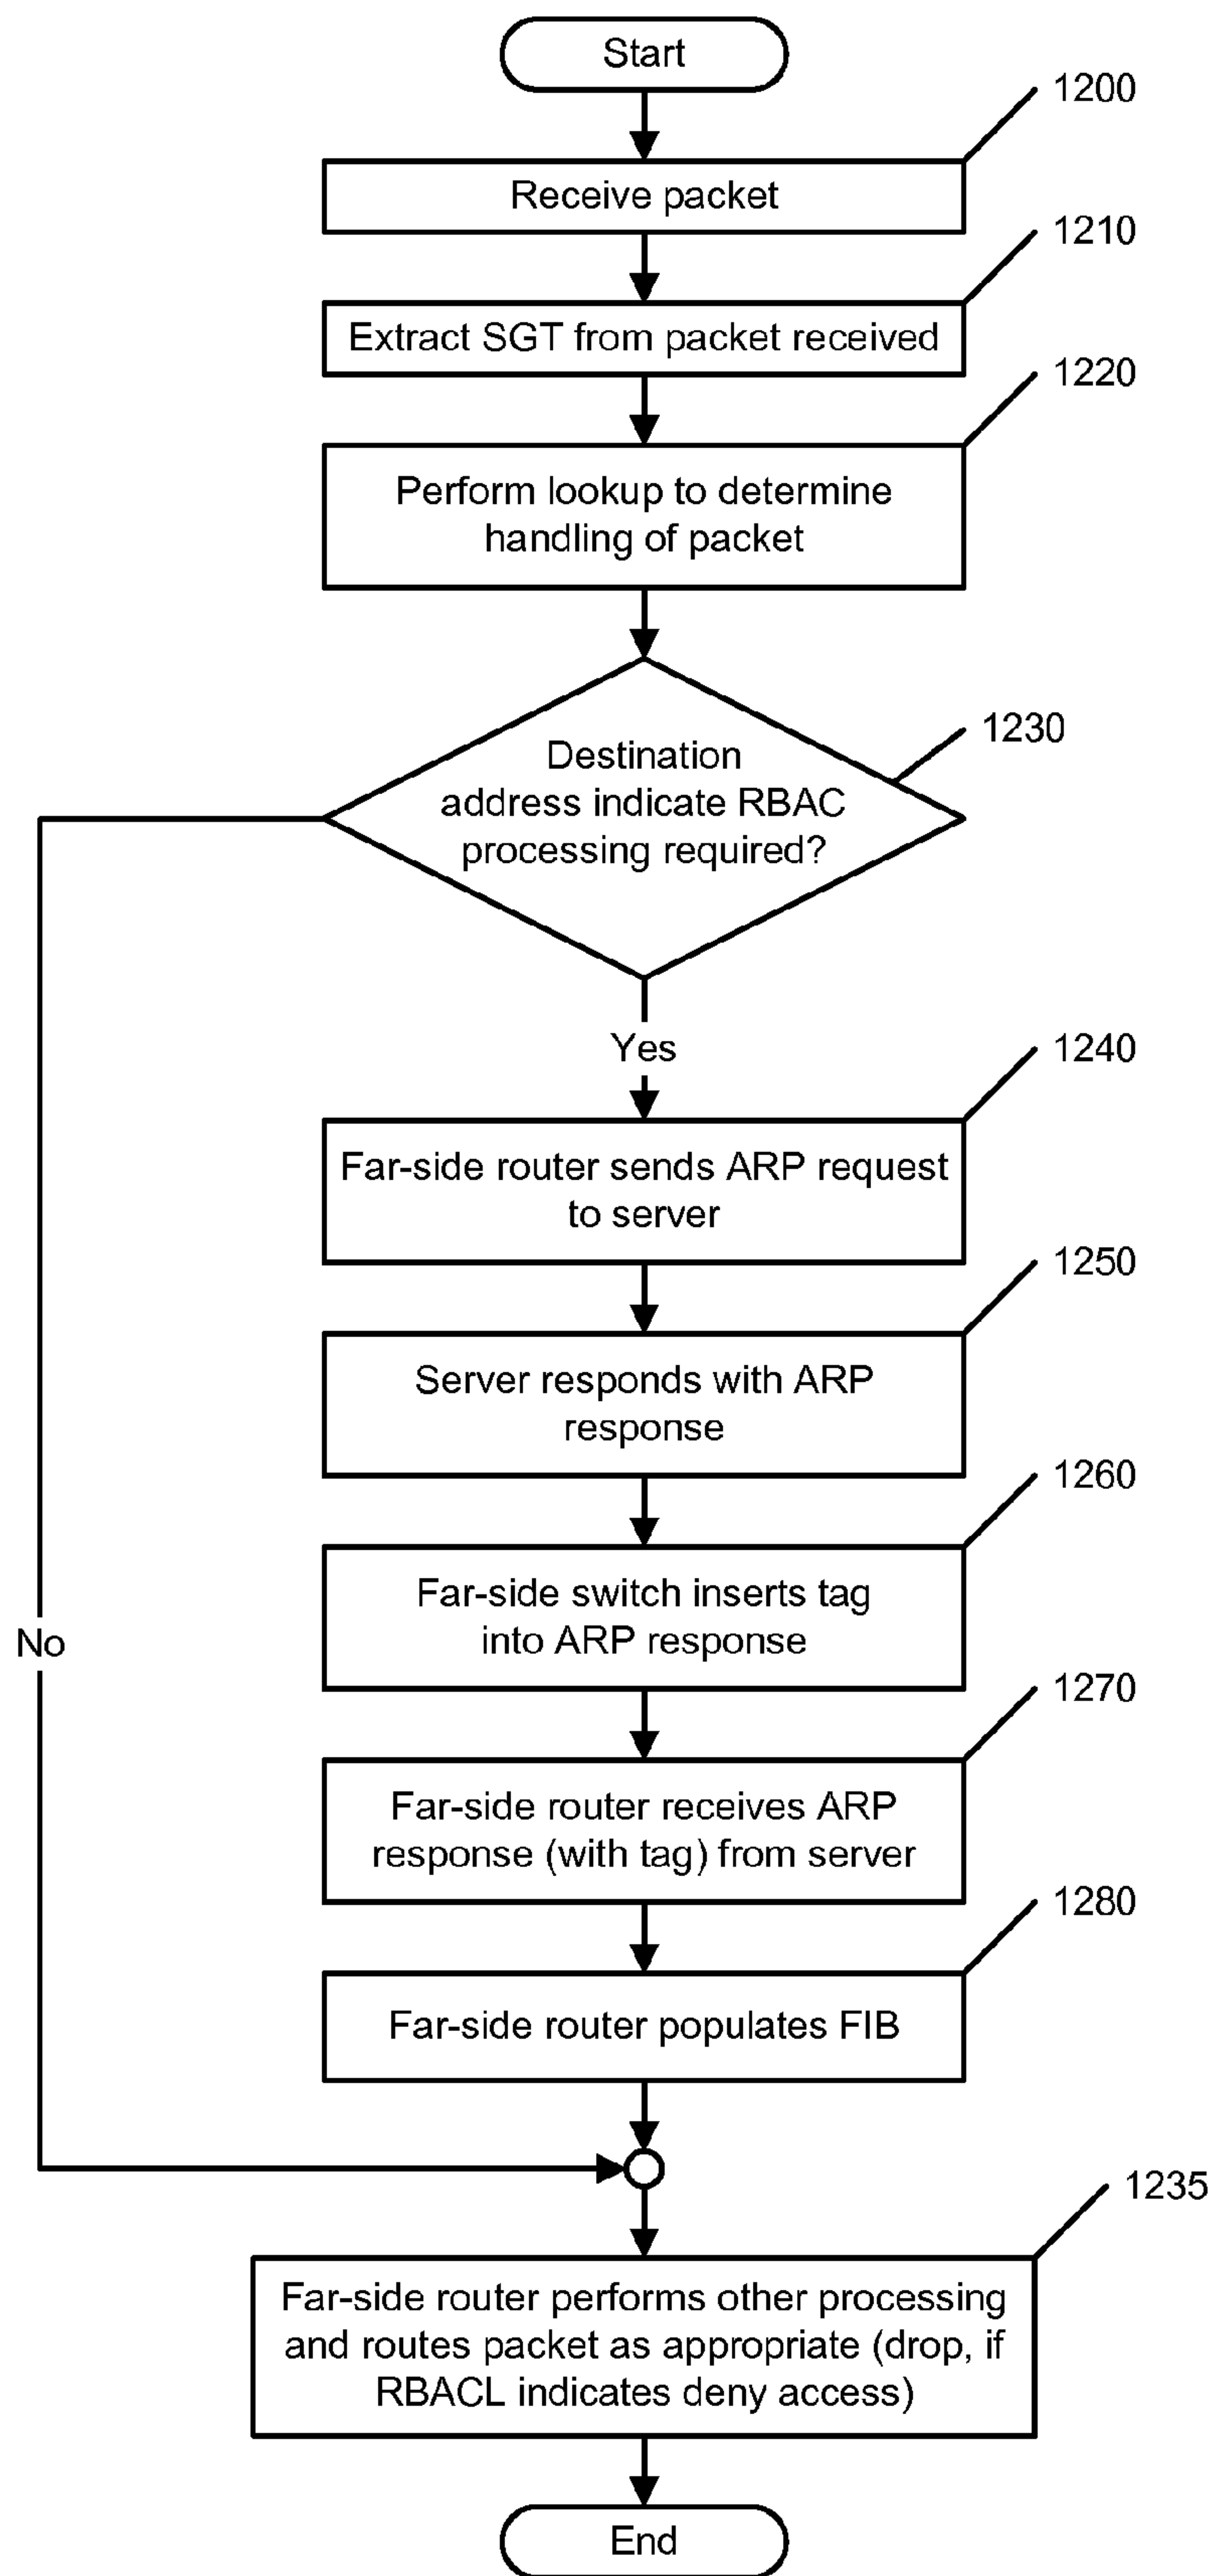 Start
1200
Receive packet
1210
Extract SGT from packet received
1220
Perform lookup to determine
handling of packet
1230
Destination
address indicate RBAC
processing required?
Yes
1240
Far-side router sends ARP request
to server
1250
Server responds with ARP
response
1260
Far-side switch inserts tag
into ARP response
No
1270
Far-side router receives ARP
response (with tag) from server
1280
Far-side router populates FIB
1235
Far-side router performs other processing
and routes packet as appropriate (drop, if
RBACL indicates deny access)
End